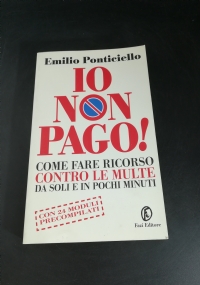 Emilio Ponticiello
IO
NON
PAGO!
COME FARE RICORSO
CONTRO LE MULTE
DA SOLI E IN POCHI MINUTI
CON 24 MODULI
PRECOMPILATI
Fazi Editore